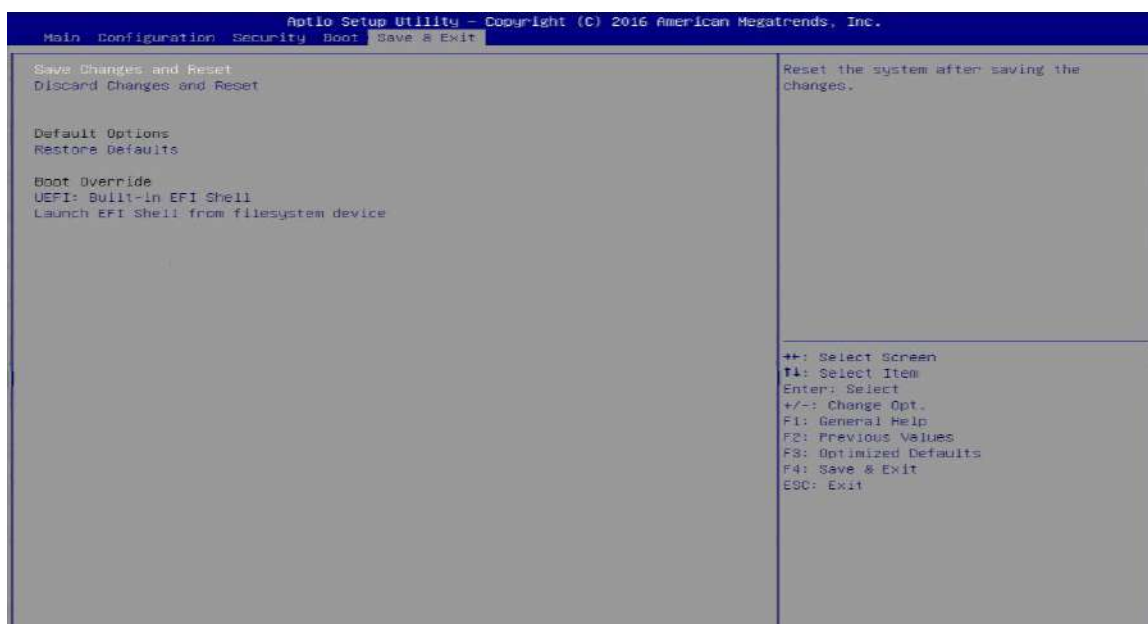 Aptio Setup Utility – Copyright (C) 2016 American Megatrends, Inc.
Main Configuration Security Boot Save & Exit
Save Changes and Reset
Discard Changes and Reset
Default Options
Restore Defaults
Boot Override
UEFI: Built-in EFI Shell
Launch EFI Shell from filesystem device
Reset the system after saving the
changes.
→←: Select Screen
↑↓: Select Item
Enter: Select
+/-: Change Opt.
F1: General Help
F2: Previous Values
F3: Optimized Defaults
F4: Save & Exit
ESC: Exit